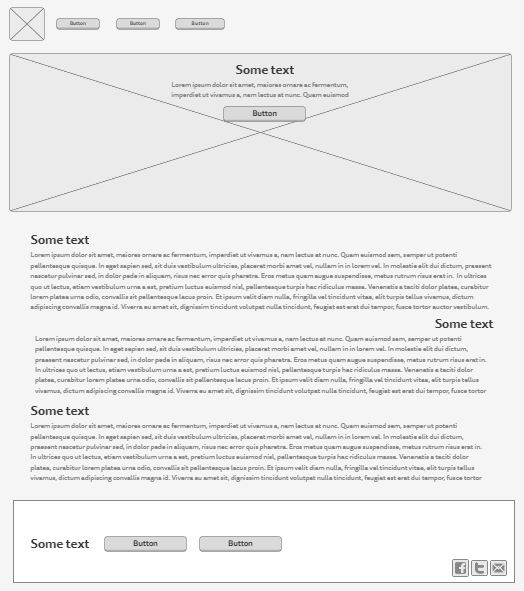 Button
Button
Button
Some text
Lorem ipsum dolor sit amet, maiores ornare ac fermentum,
imperdiet ut vivamus a, nam lectus at nunc. Quam euismod
Button
Some text
Lorem ipsum dolor sit amet, maiores ornare ac fermentum, imperdiet ut vivamus a, nam lectus at nunc. Quam euismod sem, semper ut potenti
pellentesque quisque. In eget sapien sed, sit duis vestibulum ultricies, placerat morbi amet vel, nullam in in lorem vel. In molestie elit dui dictum, praesent
nascetur pulvinar sed, in dolor pede in aliquam, risus nec error quis pharetra. Eros metus quam augue suspendisse, metus rutrum risus erat in. In ultrices
quo ut lectus, etiam vestibulum urna a est, pretium luctus euismod nisl, pellentesque turpis hac ridiculus massa. Venenatis a taciti dolor platea, curabitur
lorem platea urna odio, convallis sit pellentesque lacus proin. Et ipsum velit diam nulla, fringilla vel tincidunt vitae, elit turpis tellus vivamus, dictum
adipiscing convallis magna id. Viverra eu amet sit, dignissim tincidunt volutpat nulla tincidunt, feugiat est erat dui tempor, fusce tortor auctor vestibulum.
Some text
Lorem ipsum dolor sit amet, maiores ornare ac fermentum, imperdiet ut vivamus a, nam lectus at nunc. Quam euismod sem, semper ut potenti
pellentesque quisque. In eget sapien sed, sit duis vestibulum ultricies, placerat morbi amet vel, nullam in in lorem vel. In molestie elit dui dictum,
praesent nascetur pulvinar sed, in dolor pede in aliquam, risus nec error quis pharetra. Eros metus quam augue suspendisse, metus rutrum risus erat in.
In ultrices quo ut lectus, etiam vestibulum urna a est, pretium luctus euismod nisl, pellentesque turpis hac ridiculus massa. Venenatis a taciti dolor
platea, curabitur lorem platea urna odio, convallis sit pellentesque lacus proin. Et ipsum velit diam nulla, fringilla vel tincidunt vitae, elit turpis tellus
vivamus, dictum adipiscing convallis magna id. Viverra eu amet sit, dignissim tincidunt volutpat nulla tincidunt, feugiat est erat dui tempor, fusce tortor
Some text
Lorem ipsum dolor sit amet, maiores ornare ac fermentum, imperdiet ut vivamus a, nam lectus at nunc. Quam euismod sem, semper ut potenti
pellentesque quisque. In eget sapien sed, sit duis vestibulum ultricies, placerat morbi amet vel, nullam in in lorem vel. In molestie elit dui dictum,
praesent nascetur pulvinar sed, in dolor pede in aliquam, risus nec error quis pharetra. Eros metus quam augue suspendisse, metus rutrum risus erat in.
In ultrices quo ut lectus, etiam vestibulum urna a est, pretium luctus euismod nisl, pellentesque turpis hac ridiculus massa. Venenatis a taciti dolor
platea, curabitur lorem platea urna odio, convallis sit pellentesque lacus proin. Et ipsum velit diam nulla, fringilla vel tincidunt vitae, elit turpis tellus
vivamus, dictum adipiscing convallis magna id. Viverra eu amet sit, dignissim tincidunt volutpat nulla tincidunt, feugiat est erat dui tempor, fusce tortor
Some text
Button
Button